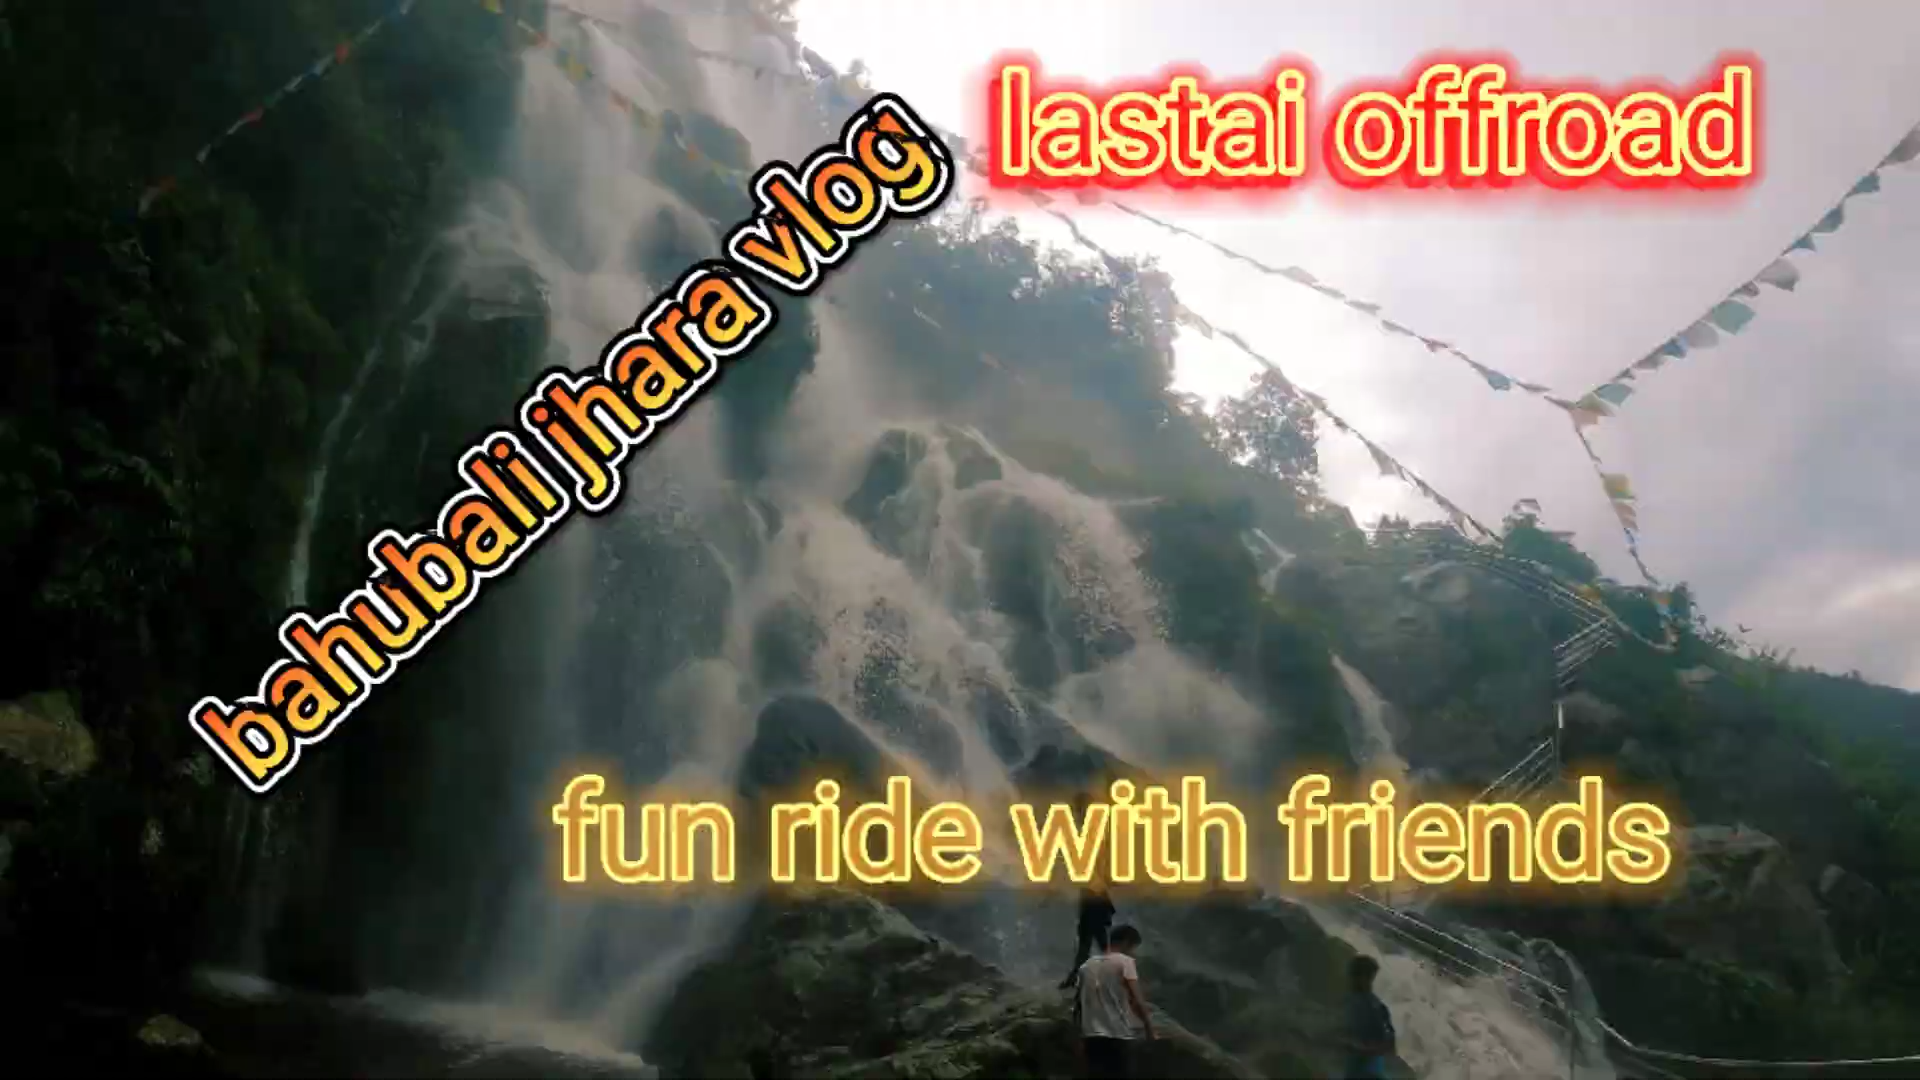 lastai offroad
bahubali jhara vlog
fun ride with friends